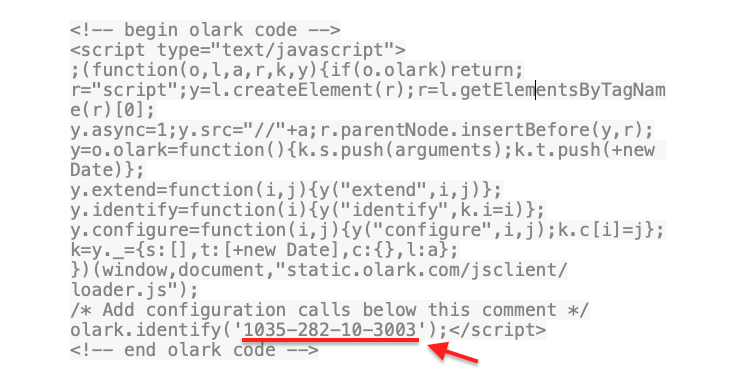 <!-- begin olark code -->
<script type="text/javascript">
;(function(o,l,a,r,k,y){if(o.olark)return;
r="script";y=l.createElement(r);r=l.getElementsByTagNam
e(r)[0];
y.async=1;y.src="//"+a;r.parentNode.insertBefore(y,r);
y=o.olark=function(){k.s.push(arguments);k.t.push(+new
Date)};
y.extend=function(i,j){y("extend",i,j)};
y.identify=function(i){y("identify",k.i=i)};
y.configure=function(i,j){y("configure",i,j);k.c[i]=j};
k=y._={s:[],t:[+new Date],c:{},l:a};
})(window,document,"static.olark.com/jsclient/
loader.js");
/* Add configuration calls below this comment */
olark.identify('1035-282-10-3003');</script>
<!-- end olark code -->